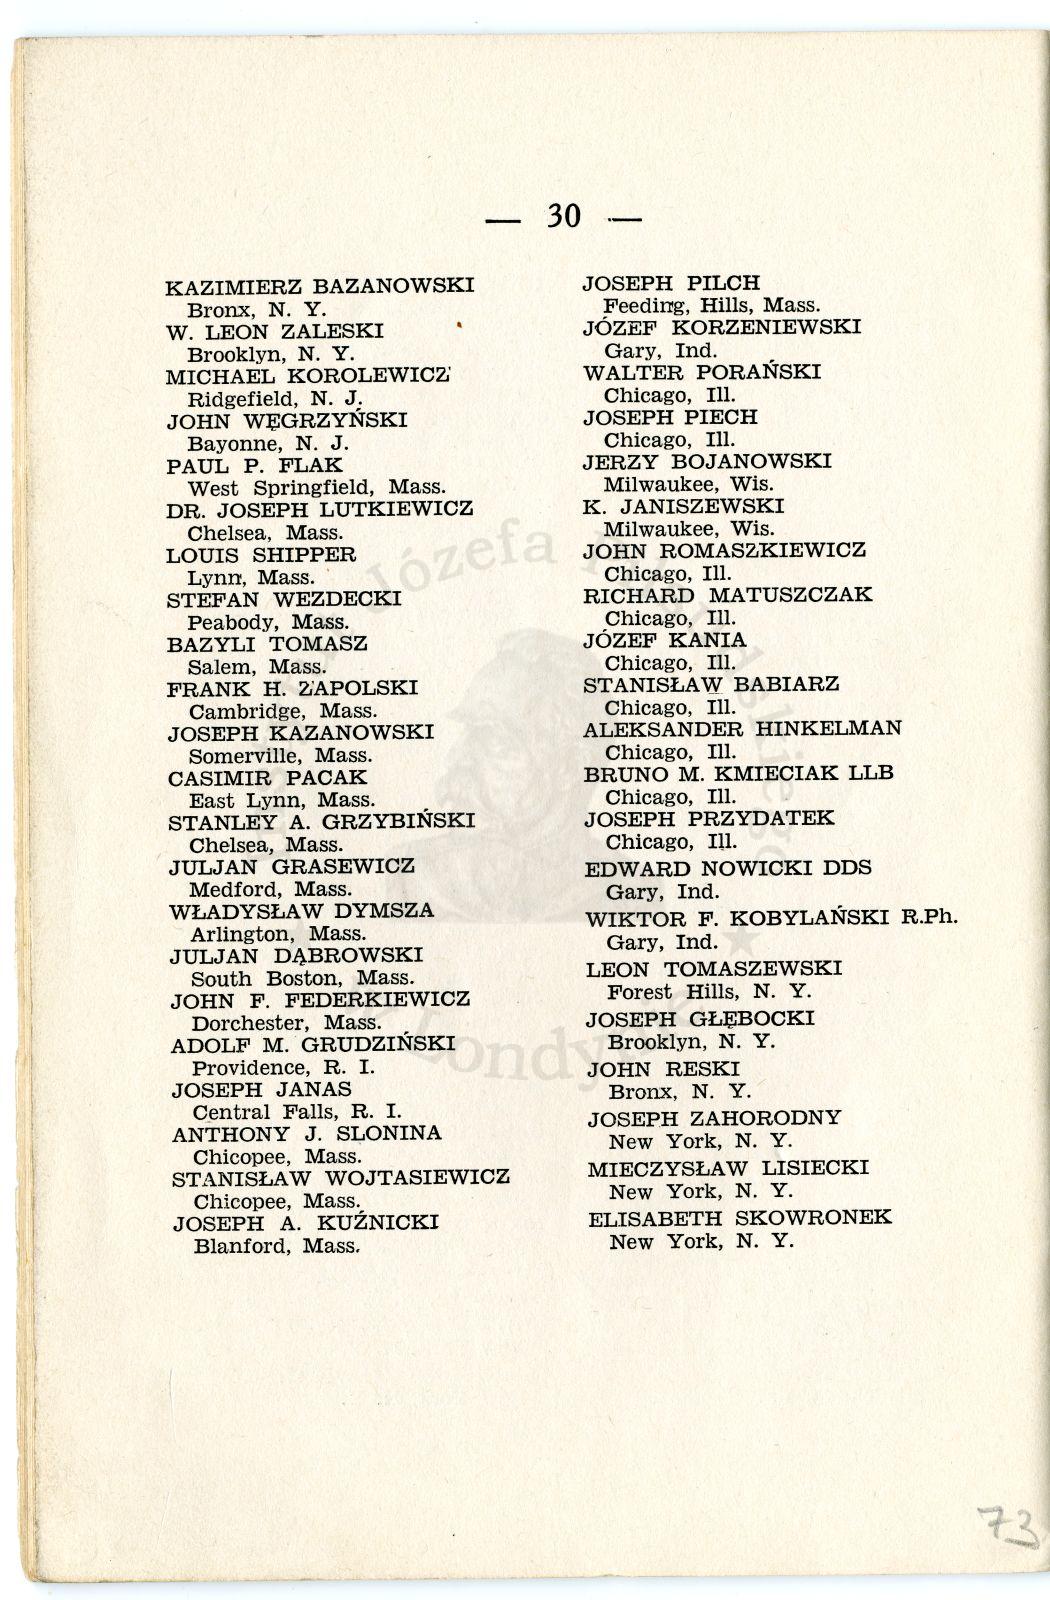 — 30 —
KAZIMIERZ BAZANOWSKI
Bronx, N. Y.
W. LEON ZALESKI
Brooklyn, N. Y.
MICHAEL KOROLEWICZ
Ridgefield, N. J.
JOHN WĘGRZYŃSKI
Bayonne, N. J.
PAUL P. FLAK
West Springfield, Mass.
DR. JOSEPH LUTKIEWICZ
Chelsea, Mass.
LOUIS SHIPPER
Lynn, Mass.
STEFAN WEZDECKI
Peabody, Mass.
BAZYLI TOMASZ
Salem, Mass.
FRANK H. ZAPOLSKI
Cambridge, Mass.
JOSEPH KAZANOWSKI
Somerville, Mass.
CASIMIR PACAK
East Lynn, Mass.
STANLEY A. GRZYBIŃSKI
Chelsea, Mass.
JULJAN GRASEWICZ
Medford, Mass.
WŁADYSŁAW DYMSZA
Arlington, Mass.
JULJAN DĄBROWSKI
South Boston, Mass.
JOHN F. FEDERKIEWICZ
Dorchester, Mass.
ADOLF M. GRUDZIŃSKI
Providence, R. I.
JOSEPH JANAS
Central Falls, R. I.
ANTHONY J. SLONINA
Chicopee, Mass.
STANISŁAW WOJTASIEWICZ
Chicopee, Mass.
JOSEPH A. KUŹNICKI
Blanford, Mass.
JOSEPH PILCH
Feeding, Hills, Mass.
JÓZEF KORZENIEWSKI
Gary, Ind.
WALTER PORAŃSKI
Chicago, Ill.
JOSEPH PIECH
Chicago, Ill.
JERZY BOJANOWSKI
Milwaukee, Wis.
K. JANISZEWSKI
Milwaukee, Wis.
JOHN ROMASZKIEWICZ
Chicago, Ill.
RICHARD MATUSZCZAK
Chicago, Ill.
JÓZEF KANIA
Chicago, Ill.
STANISŁAW BABIARZ
Chicago, Ill.
ALEKSANDER HINKELMAN
Chicago, Ill.
BRUNO M. KMIECIAK LLB
Chicago, Ill.
JOSEPH PRZYDATEK
Chicago, Ill.
EDWARD NOWICKI DDS
Gary, Ind.
WIKTOR F. KOBYLAŃSKI R.Ph.
Gary, Ind.
LEON TOMASZEWSKI
Forest Hills, N. Y.
JOSEPH GŁĘBOCKI
Brooklyn, N. Y.
JOHN RESKI
Bronx, N. Y.
JOSEPH ZAHORODNY
New York, N. Y.
MIECZYSŁAW LISIECKI
New York, N. Y.
ELISABETH SKOWRONEK
New York, N. Y.
Józefa
73